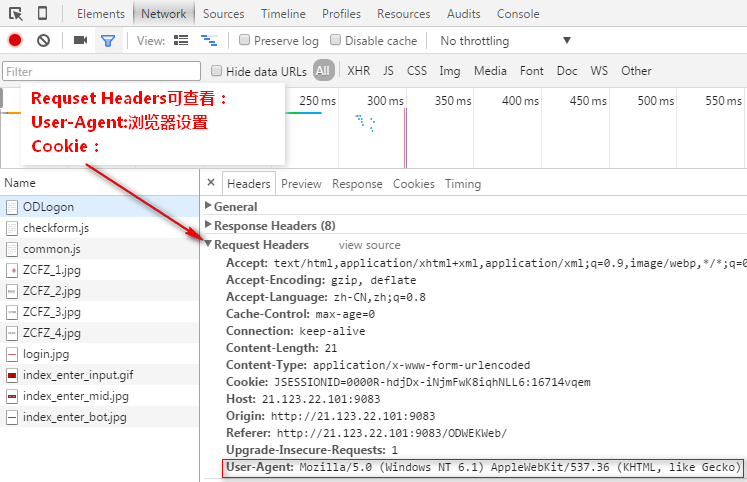 Elements Network Sources Timeline Profiles Resources Audits Console
View: Preserve log Disable cache No throttling
Filter Hide data URLs All XHR JS CSS Img Media Font Doc WS Other
Requset Headers可查看：
User-Agent:浏览器设置
Cookie：
250 ms 300 ms 350 ms 400 ms 450 ms 500 ms 550 ms
Name
ODLogon
checkform.js
common.js
ZCFZ_1.jpg
ZCFZ_2.jpg
ZCFZ_3.jpg
ZCFZ_4.jpg
login.jpg
index_enter_input.gif
index_enter_mid.jpg
index_enter_bot.jpg
× Headers Preview Response Cookies Timing
General
Response Headers (8)
Request Headers view source
Accept: text/html,application/xhtml+xml,application/xml;q=0.9,image/webp,*/*;q=0
Accept-Encoding: gzip, deflate
Accept-Language: zh-CN,zh;q=0.8
Cache-Control: max-age=0
Connection: keep-alive
Content-Length: 21
Content-Type: application/x-www-form-urlencoded
Cookie: JSESSIONID=0000R-hdjDx-iNjmFwK8iqhNLL6:16714vqem
Host: 21.123.22.101:9083
Origin: http://21.123.22.101:9083
Referer: http://21.123.22.101:9083/ODWEKWeb/
Upgrade-Insecure-Requests: 1
User-Agent: Mozilla/5.0 (Windows NT 6.1) AppleWebKit/537.36 (KHTML, like Gecko)